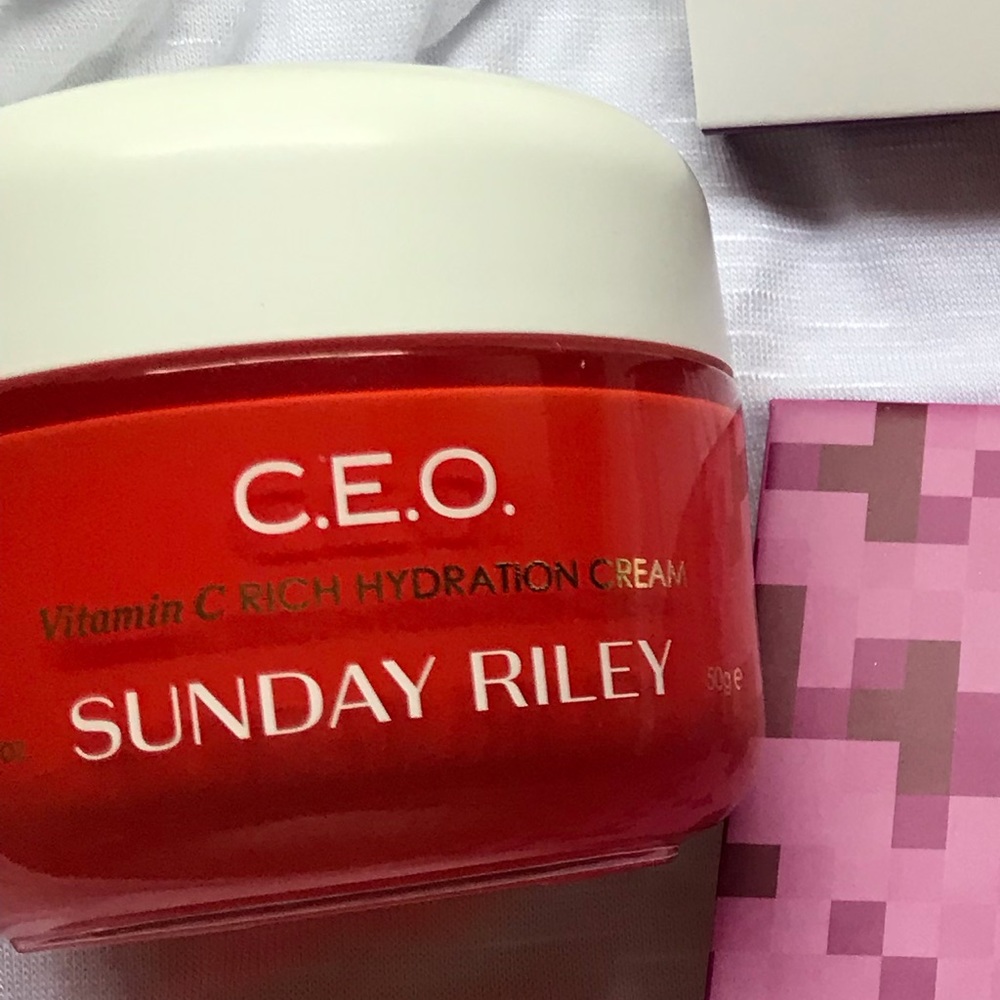 C.E.O.
Vitamin C RICH HYDRATION CREAM
SUNDAY RILEY
50g e